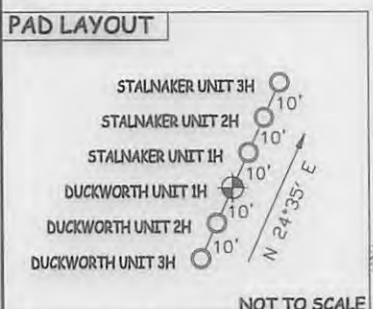 PAD LAYOUT
STALNAKER UNIT 3H
10'
STALNAKER UNIT 2H
10'
STALNAKER UNIT 1H
10'
DUCKWORTH UNIT 1H
10'
DUCKWORTH UNIT 2H
10'
DUCKWORTH UNIT 3H
N 24°35' E
NOT TO SCALE